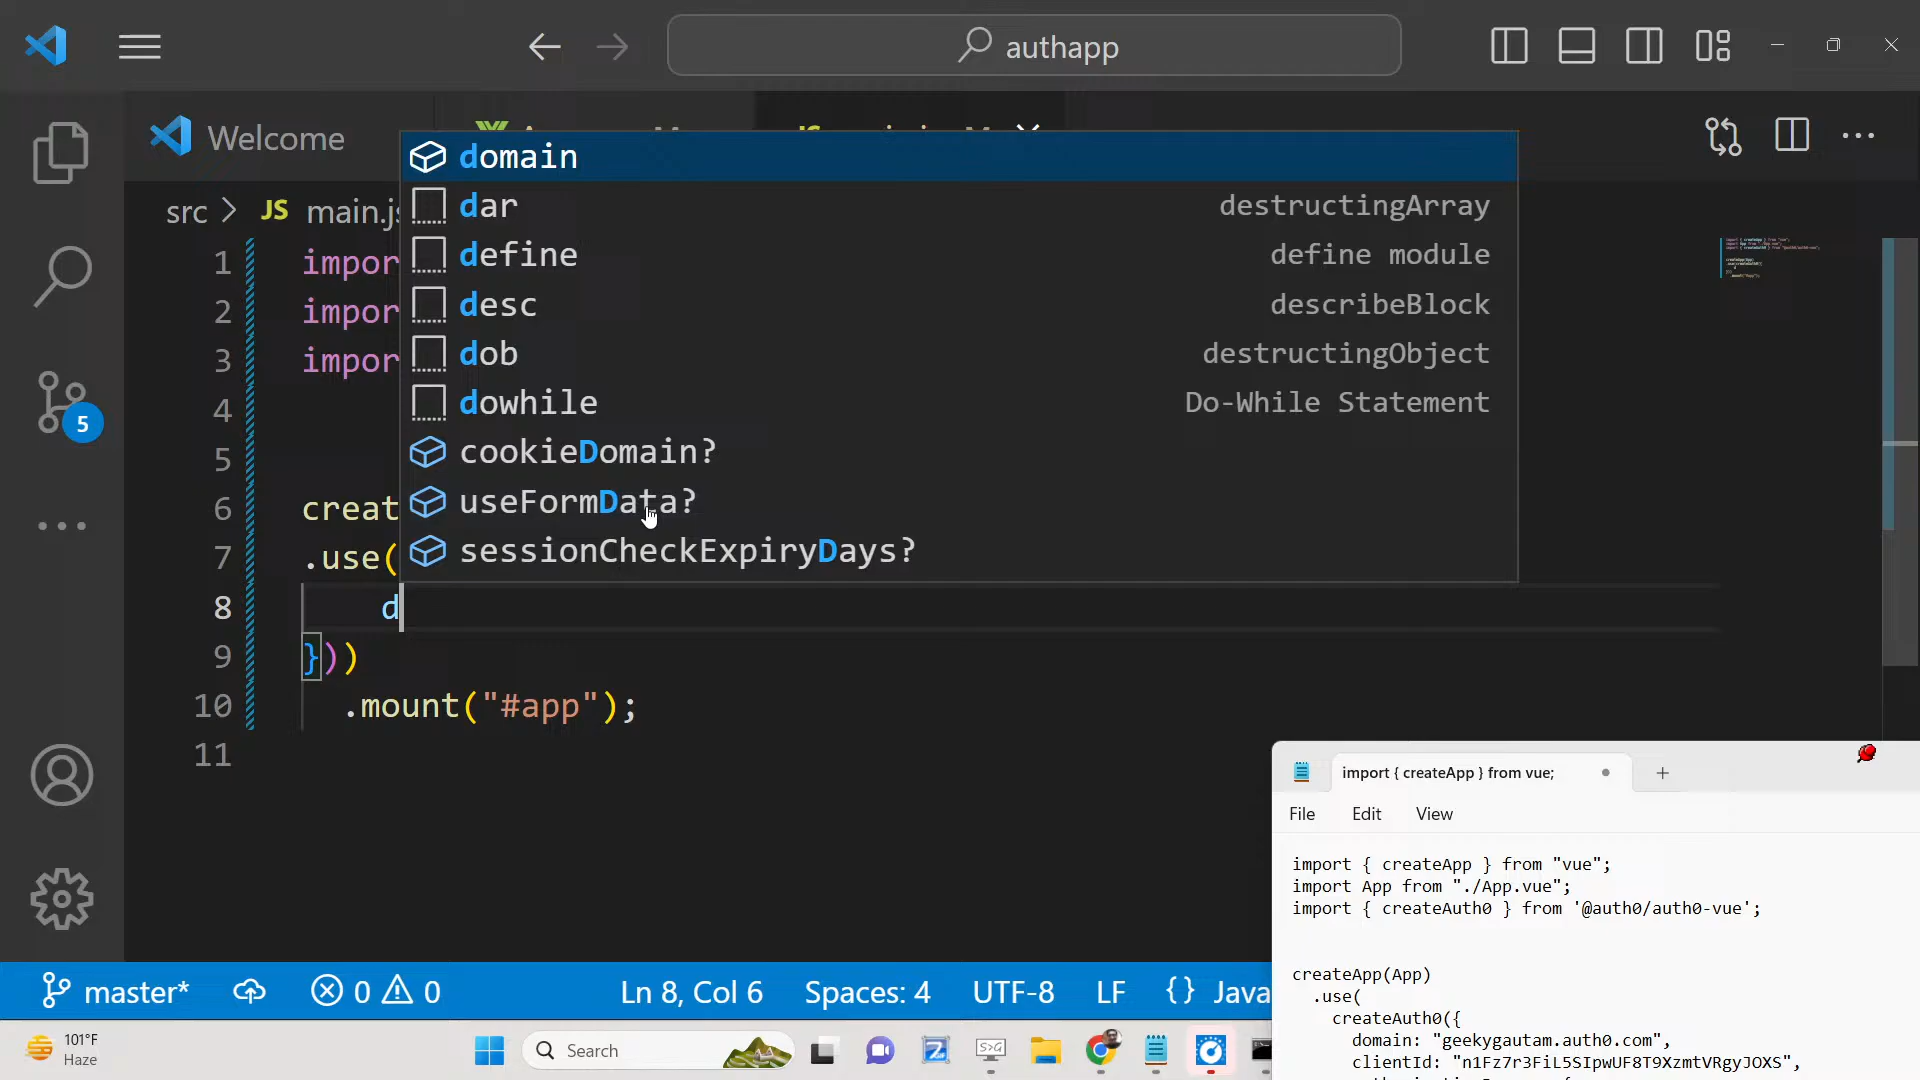 authapp
Welcome
src > JS main.js
domain
dar destructingArray
define define module
desc describeBlock
dob destructingObject
dowhile Do-While Statement
cookieDomain?
useFormData?
sessionCheckExpiryDays?
1 impor
2 impor
3 impor
4
5
6 creat
7 .use(
8 d
9 }))
10 .mount("#app");
11
5
import { createApp } from vue;
File Edit View
import { createApp } from "vue";
import App from "./App.vue";
import { createAuth0 } from '@auth0/auth0-vue';
createApp(App)
.use(
createAuth0({
domain: "geekygautam.auth0.com",
clientId: "n1Fz7r3FiL5SIpwUF8T9XzmtVRgyJOXS",
master* 0 0 Ln 8, Col 6 Spaces: 4 UTF-8 LF {} Java
101°F
Haze
Search